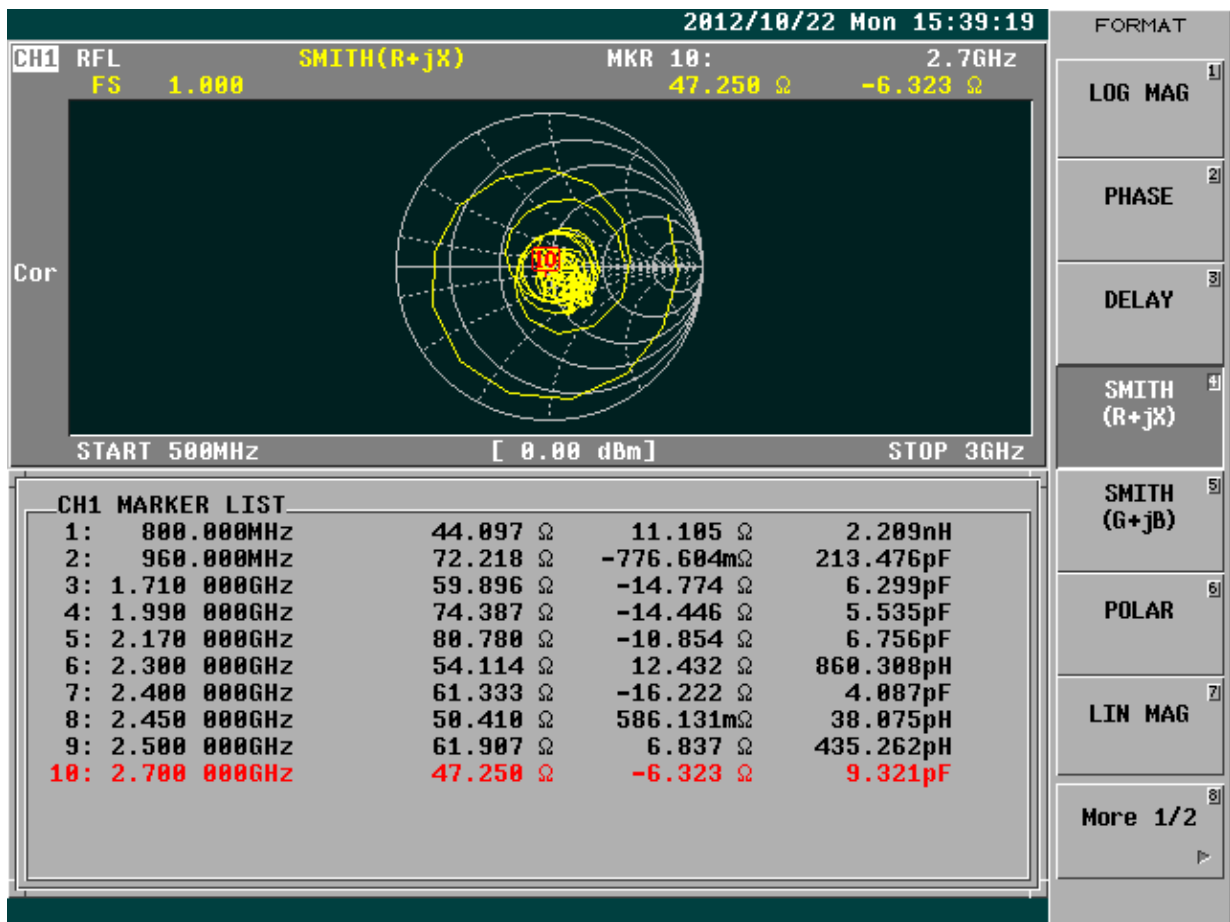 2012/10/22 Mon 15:39:19
CH1 RFL SMITH(R+jX) MKR 10: 2.7GHz
FS 1.000 47.250 Ω -6.323 Ω
10
Cor
START 500MHz [ 0.00 dBm] STOP 3GHz
CH1 MARKER LIST
1: 800.000MHz 44.097 Ω 11.105 Ω 2.209nH
2: 960.000MHz 72.218 Ω -776.604mΩ 213.476pF
3: 1.710 000GHz 59.896 Ω -14.774 Ω 6.299pF
4: 1.990 000GHz 74.387 Ω -14.446 Ω 5.535pF
5: 2.170 000GHz 80.780 Ω -10.854 Ω 6.756pF
6: 2.300 000GHz 54.114 Ω 12.432 Ω 860.308pH
7: 2.400 000GHz 61.333 Ω -16.222 Ω 4.087pF
8: 2.450 000GHz 50.410 Ω 586.131mΩ 38.075pH
9: 2.500 000GHz 61.907 Ω 6.837 Ω 435.262pH
10: 2.700 000GHz 47.250 Ω -6.323 Ω 9.321pF
FORMAT
1
LOG MAG
2
PHASE
3
DELAY
4
SMITH
(R+jX)
5
SMITH
(G+jB)
6
POLAR
7
LIN MAG
8
More 1/2